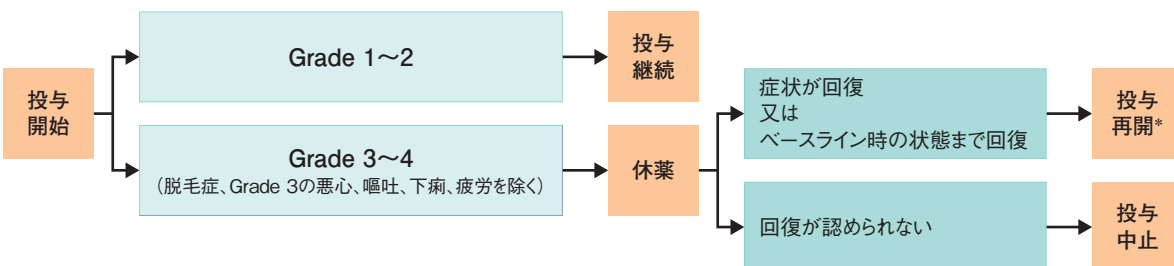 投与
開始
Grade 1～2
投与
継続
Grade 3～4
（脱毛症、Grade 3の悪心、嘔吐、下痢、疲労を除く）
休薬
症状が回復
又は
ベースライン時の状態まで回復
投与
再開*
回復が認められない
投与
中止